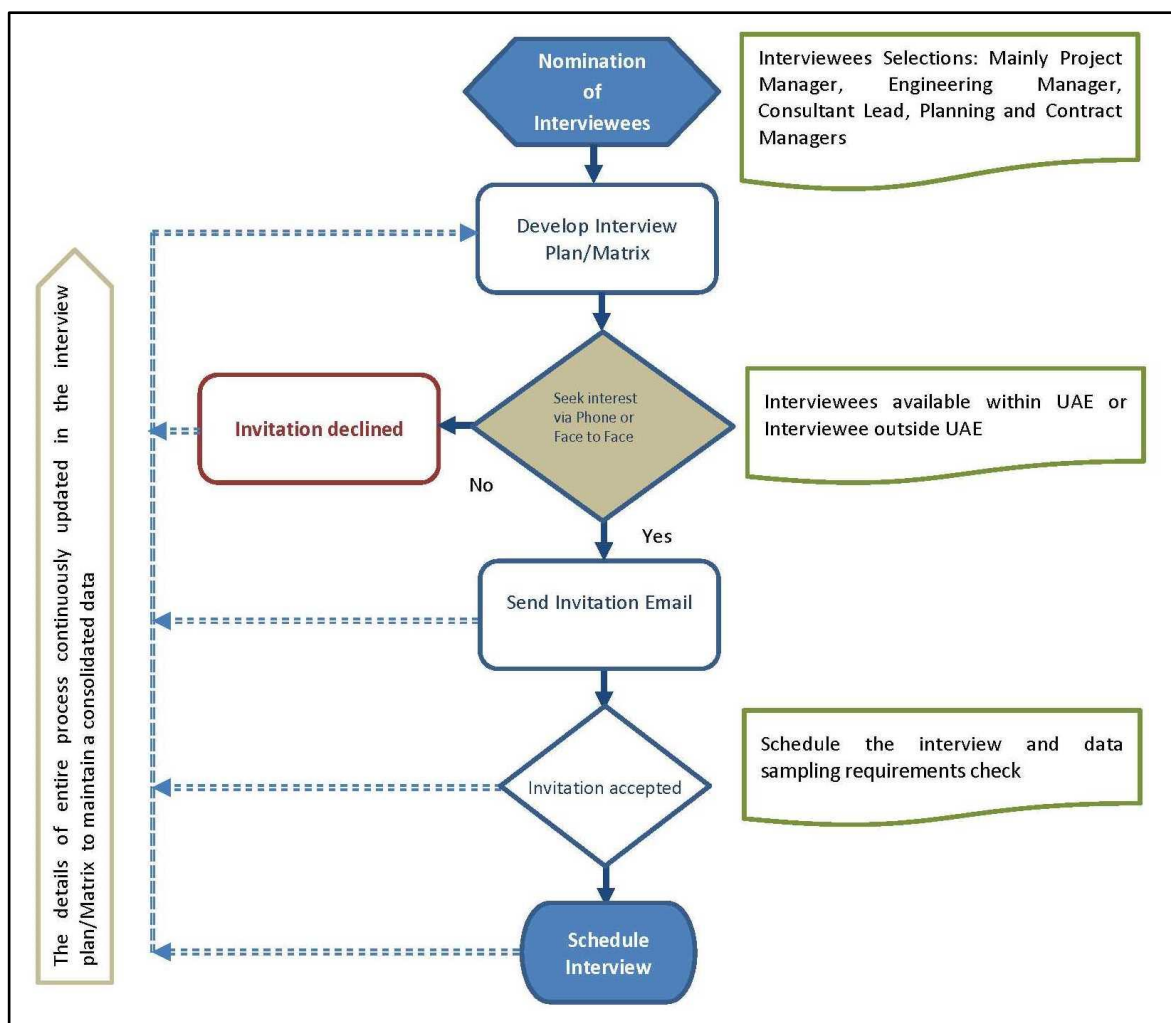 Nomination
of
Interviewees
Interviewees Selections: Mainly Project
Manager, Engineering Manager,
Consultant Lead, Planning and Contract
Managers
Develop Interview
Plan/Matrix
Seek interest
via Phone or
Face to Face
Invitation declined
No
Yes
Interviewees available within UAE or
Interviewee outside UAE
Send Invitation Email
Invitation accepted
Schedule the interview and data
sampling requirements check
Schedule
Interview
The details of entire process continuously updated in the interview
plan/Matrix to maintain a consolidated data